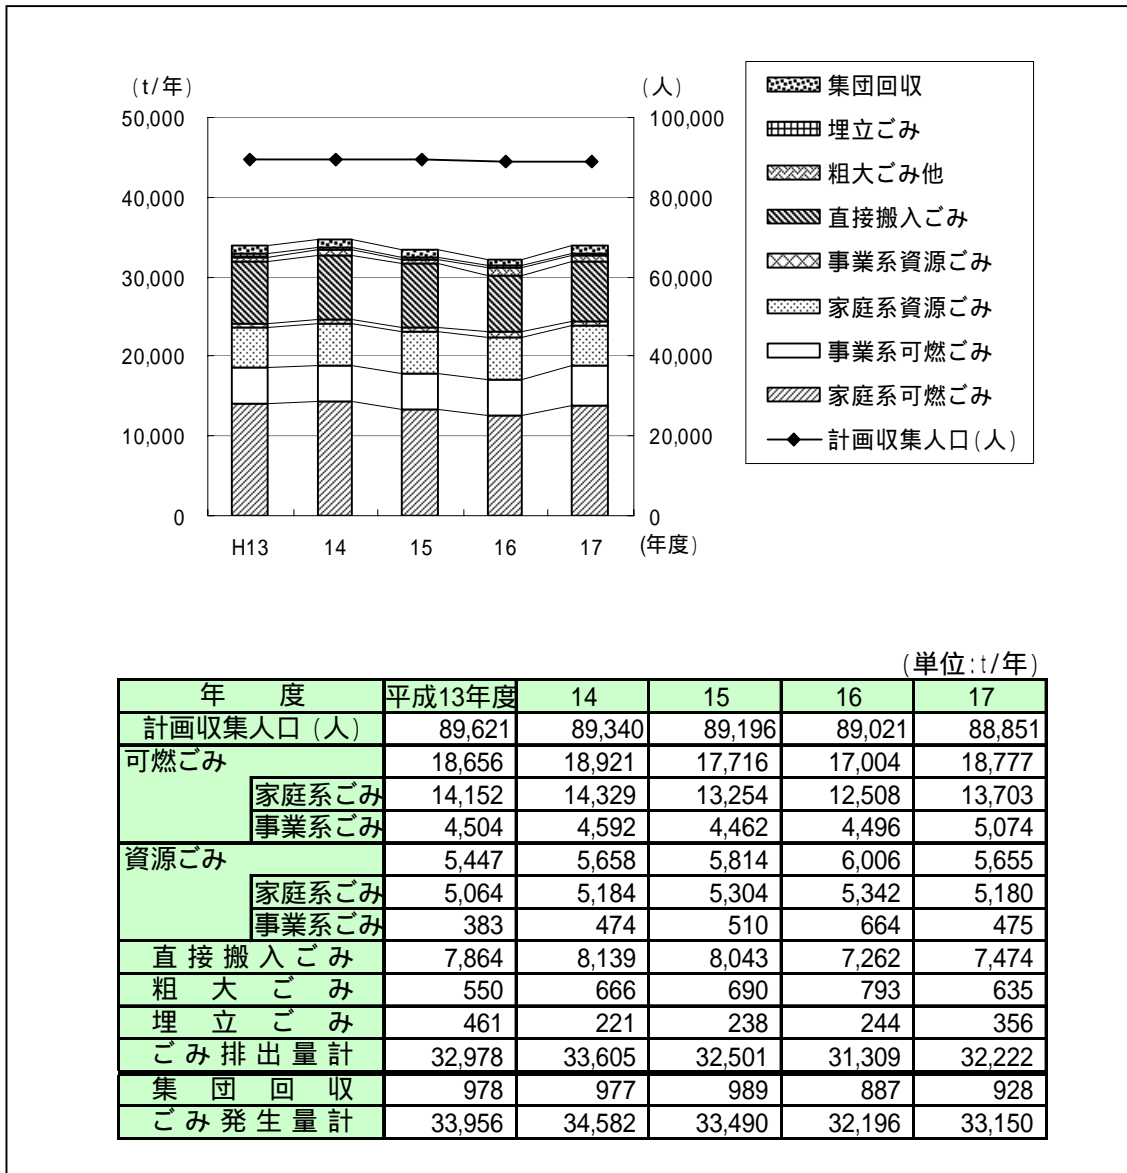 (t/年)
(人)
50,000
40,000
30,000
20,000
10,000
0
100,000
80,000
60,000
40,000
20,000
0
H13 14 15 16 17 (年度)
集団回収
埋立ごみ
粗大ごみ他
直接搬入ごみ
事業系資源ごみ
家庭系資源ごみ
事業系可燃ごみ
家庭系可燃ごみ
計画収集人口(人)
(単位:t/年)
年 度 平成13年度 14 15 16 17
計画収集人口(人) 89,621 89,340 89,196 89,021 88,851
可燃ごみ 18,656 18,921 17,716 17,004 18,777
家庭系ごみ 14,152 14,329 13,254 12,508 13,703
事業系ごみ 4,504 4,592 4,462 4,496 5,074
資源ごみ 5,447 5,658 5,814 6,006 5,655
家庭系ごみ 5,064 5,184 5,304 5,342 5,180
事業系ごみ 383 474 510 664 475
直接搬入ごみ 7,864 8,139 8,043 7,262 7,474
粗大ごみ 550 666 690 793 635
埋立ごみ 461 221 238 244 356
ごみ排出量計 32,978 33,605 32,501 31,309 32,222
集団回収 978 977 989 887 928
ごみ発生量計 33,956 34,582 33,490 32,196 33,150